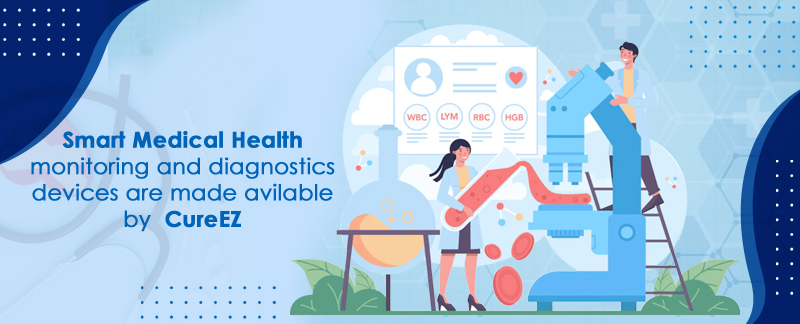 Smart Medical Health
monitoring and diagnostics
devices are made avilable
by CureEZ
WBC LYM RBC HGB